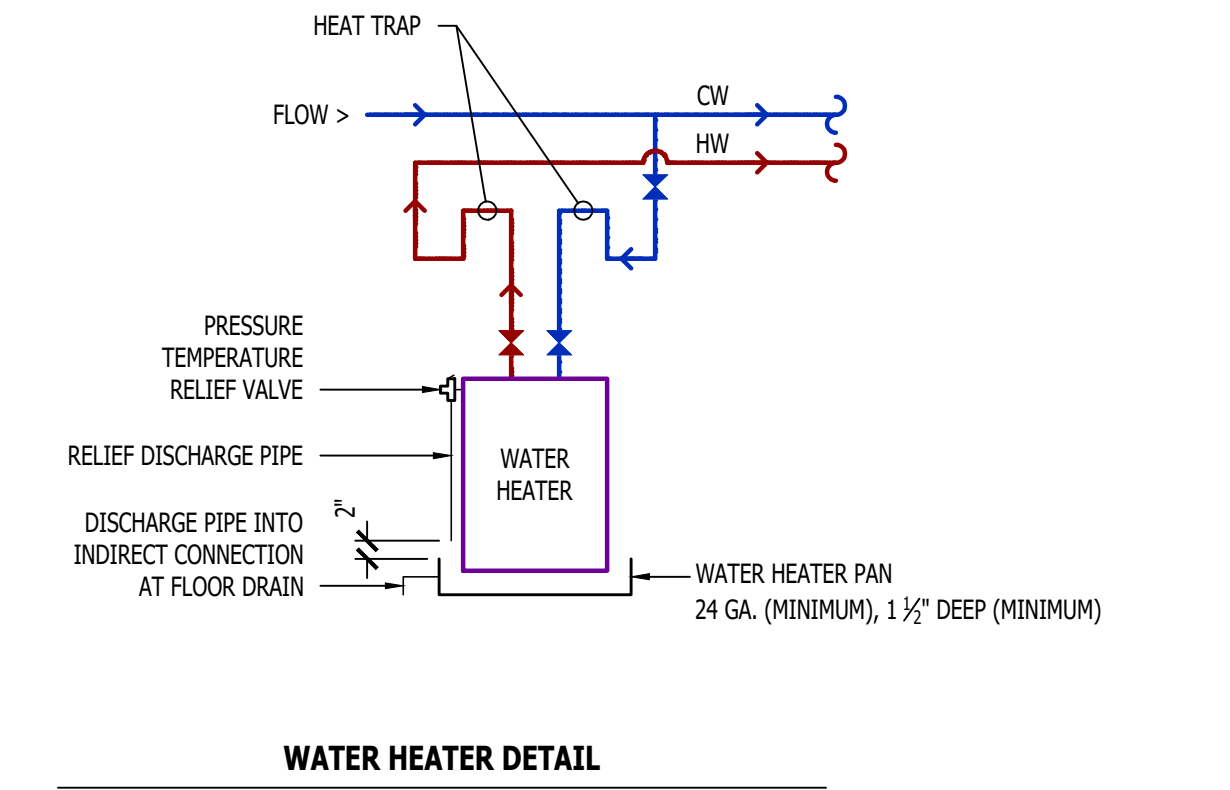 HEAT TRAP
FLOW >
CW
HW
PRESSURE
TEMPERATURE
RELIEF VALVE
RELIEF DISCHARGE PIPE
WATER
HEATER
2"
DISCHARGE PIPE INTO
INDIRECT CONNECTION
AT FLOOR DRAIN
WATER HEATER PAN
24 GA. (MINIMUM), 1 ½" DEEP (MINIMUM)
WATER HEATER DETAIL